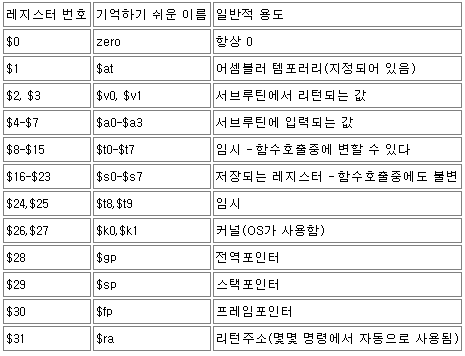 레지스터 번호 기억하기 쉬운 이름 일반적 용도
$0 zero 항상 0
$1 $at 어셈블러 템포러리(지정되어 있음)
$2, $3 $v0, $v1 서브루틴에서 리턴되는 값
$4-$7 $a0-$a3 서브루틴에 입력되는 값
$8-$15 $t0-$t7 임시 - 함수호출중에 변할 수 있다
$16-$23 $s0-$s7 저장되는 레지스터 - 함수호출중에도 불변
$24,$25 $t8,$t9 임시
$26,$27 $k0,$k1 커널(OS가 사용함)
$28 $gp 전역포인터
$29 $sp 스택포인터
$30 $fp 프레임포인터
$31 $ra 리턴주소(몇몇 명령에서 자동으로 사용됨)